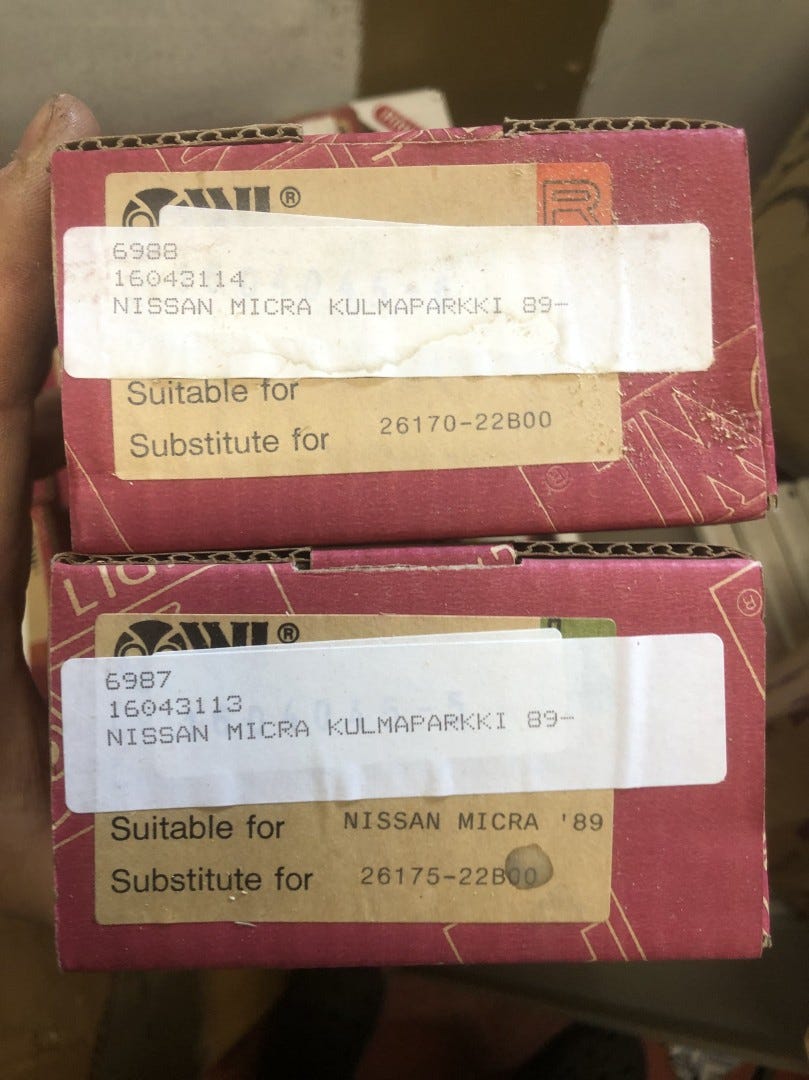 R
6988
16043114
NISSAN MICRA KULMAPARKKI 89-
Suitable for
Substitute for 26170-22B00
6987
16043113
NISSAN MICRA KULMAPARKKI 89-
Suitable for NISSAN MICRA '89
Substitute for 26175-22B00